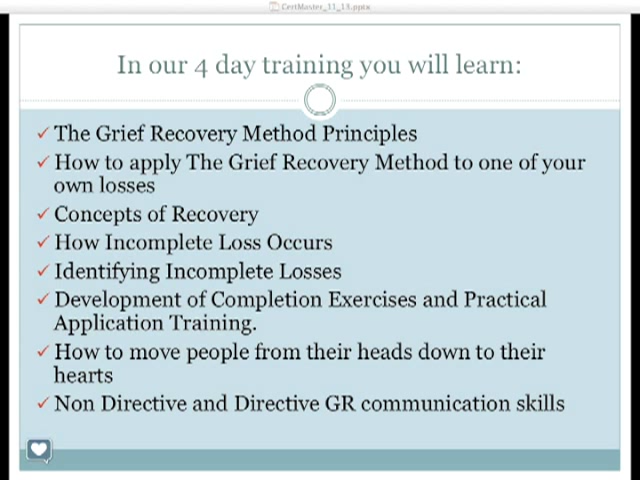 CertMaster_11_13.pptx
In our 4 day training you will learn:
✓ The Grief Recovery Method Principles
✓ How to apply The Grief Recovery Method to one of your
own losses
✓ Concepts of Recovery
✓ How Incomplete Loss Occurs
✓ Identifying Incomplete Losses
✓ Development of Completion Exercises and Practical
Application Training.
✓ How to move people from their heads down to their
hearts
✓ Non Directive and Directive GR communication skills